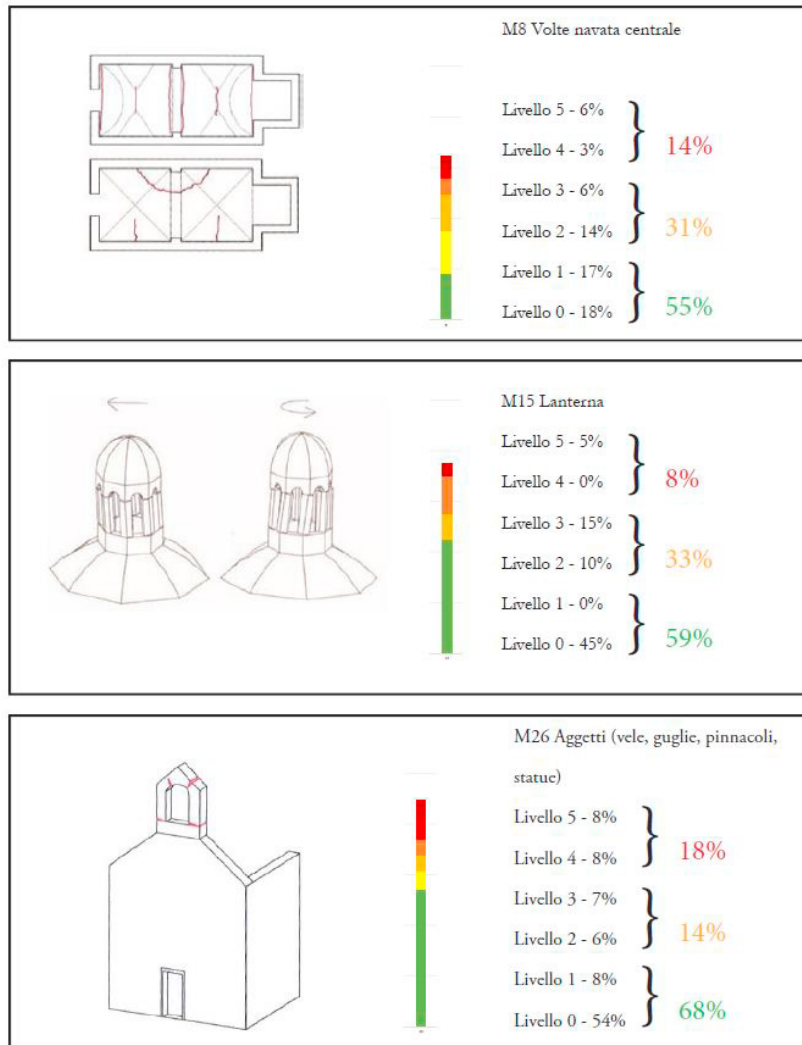 M8 Volte navata centrale
Livello 5 - 6%
Livello 4 - 3%
14%
Livello 3 - 6%
Livello 2 - 14%
31%
Livello 1 - 17%
Livello 0 - 18%
55%
M15 Lanterna
Livello 5 - 5%
Livello 4 - 0%
8%
Livello 3 - 15%
Livello 2 - 10%
33%
Livello 1 - 0%
Livello 0 - 45%
59%
M26 Aggetti (vele, guglie, pinnacoli,
statue)
Livello 5 - 8%
Livello 4 - 8%
18%
Livello 3 - 7%
Livello 2 - 6%
14%
Livello 1 - 8%
Livello 0 - 54%
68%